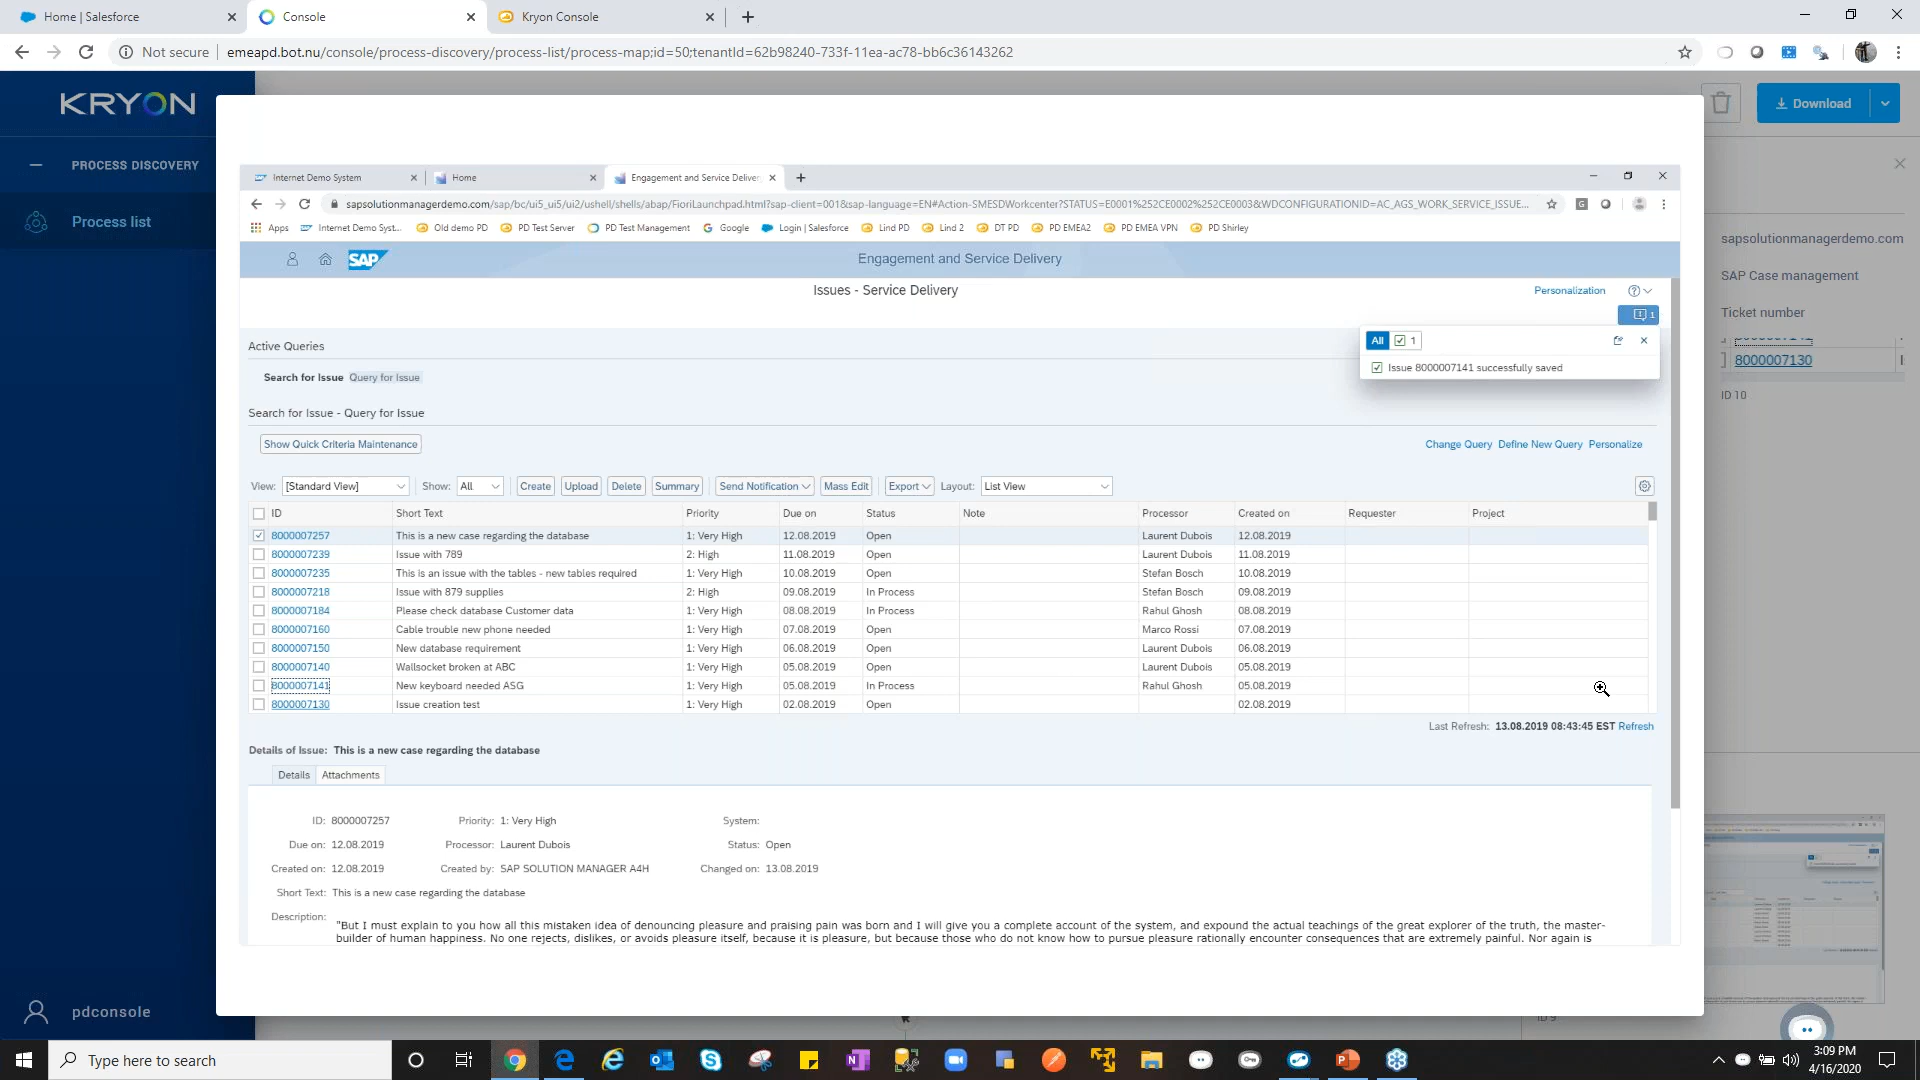 Home | Salesforce
Console
Kryon Console
Not secure
emeapd.bot.nu/console/process-discovery/process-list/process-map;id=50;tenantId=62b98240-733f-11ea-ac78-bb6c36143262
KRYON
Download
PROCESS DISCOVERY
Process list
Internet Demo System
Home
Engagement and Service Deliver
sapsolutionmanagerdemo.com/sap/bc/ui5_ui5/ui2/ushell/shells/abap/FioriLaunchpad.html?sap-client=001&sap-language=EN#Action-SMESDWorkcenter?STATUS=E0001%252CE0002%252CE0003&WDCONFIGURATIONID=AC_AGS_WORK_SERVICE_ISSUE...
Apps Internet Demo Syst... Old demo PD PD Test Server PD Test Management Google Login | Salesforce Lind PD Lind 2 DT PD PD EMEA2 PD EMEA VPN PD Shirley
SAP Engagement and Service Delivery
Issues - Service Delivery
Personalization
1
All 1
Issue 8000007141 successfully saved
Active Queries
Search for Issue Query for Issue
Search for Issue - Query for Issue
Show Quick Criteria Maintenance
Change Query Define New Query Personalize
View: [Standard View] Show: All Create Upload Delete Summary Send Notification Mass Edit Export Layout: List View
ID Short Text Priority Due on Status Note Processor Created on Requester Project
8000007257 This is a new case regarding the database 1: Very High 12.08.2019 Open Laurent Dubois 12.08.2019
8000007239 Issue with 789 2: High 11.08.2019 Open Laurent Dubois 11.08.2019
8000007235 This is an issue with the tables - new tables required 1: Very High 10.08.2019 Open Stefan Bosch 10.08.2019
8000007218 Issue with 879 supplies 2: High 09.08.2019 In Process Stefan Bosch 09.08.2019
8000007184 Please check database Customer data 1: Very High 08.08.2019 In Process Rahul Ghosh 08.08.2019
8000007160 Cable trouble new phone needed 1: Very High 07.08.2019 Open Marco Rossi 07.08.2019
8000007150 New database requirement 1: Very High 06.08.2019 Open Laurent Dubois 06.08.2019
8000007140 Wallsocket broken at ABC 1: Very High 05.08.2019 Open Laurent Dubois 05.08.2019
8000007141 New keyboard needed ASG 1: Very High 05.08.2019 In Process Rahul Ghosh 05.08.2019
8000007130 Issue creation test 1: Very High 02.08.2019 Open 02.08.2019
Last Refresh: 13.08.2019 08:43:45 EST Refresh
Details of Issue: This is a new case regarding the database
Details Attachments
ID: 8000007257 Priority: 1: Very High System:
Due on: 12.08.2019 Processor: Laurent Dubois Status: Open
Created on: 12.08.2019 Created by: SAP SOLUTION MANAGER A4H Changed on: 13.08.2019
Short Text: This is a new case regarding the database
Description: "But I must explain to you how all this mistaken idea of denouncing pleasure and praising pain was born and I will give you a complete account of the system, and expound the actual teachings of the great explorer of the truth, the master-
builder of human happiness. No one rejects, dislikes, or avoids pleasure itself, because it is pleasure, but because those who do not know how to pursue pleasure rationally encounter consequences that are extremely painful. Nor again is
sapsolutionmanagerdemo.com
SAP Case management
Ticket number
8000007130
ID 10
ID 9
pdconsole
Type here to search
3:09 PM
4/16/2020